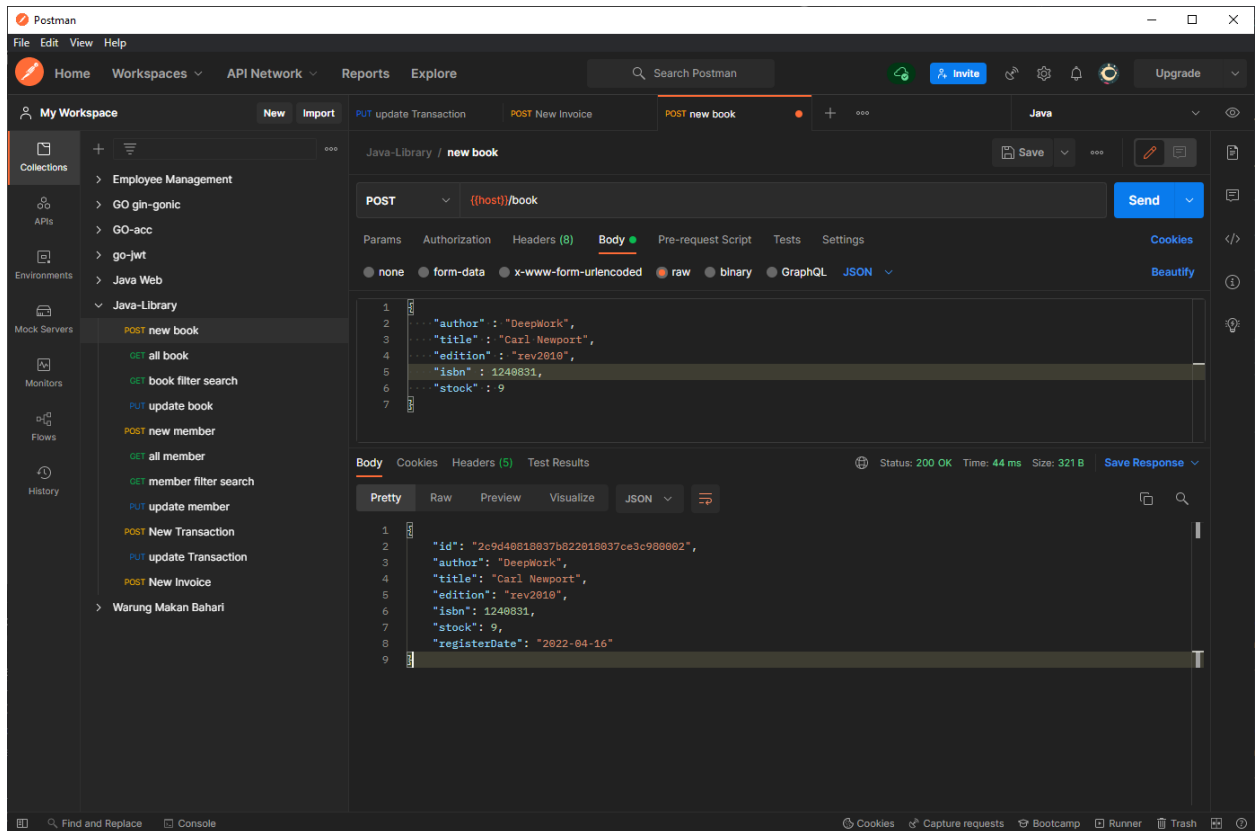 Postman
File Edit View Help
Home Workspaces API Network Reports Explore Search Postman Invite Upgrade
My Workspace New Import PUT update Transaction POST New Invoice POST new book Java
Collections
APIs
Environments
Mock Servers
Monitors
Flows
History
Employee Management
GO gin-gonic
GO-acc
go-jwt
Java Web
Java-Library
POST new book
GET all book
GET book filter search
PUT update book
POST new member
GET all member
GET member filter search
PUT update member
POST New Transaction
PUT update Transaction
POST New Invoice
Warung Makan Bahari
Java-Library / new book Save
POST {{host}}/book Send
Params Authorization Headers (8) Body Pre-request Script Tests Settings Cookies
none form-data x-www-form-urlencoded raw binary GraphQL JSON Beautify
1 {
2 "author" : "DeepWork",
3 "title" : "Carl Newport",
4 "edition" : "rev2010",
5 "isbn" : 1240831,
6 "stock" : 9
7 }
Body Cookies Headers (5) Test Results Status: 200 OK Time: 44 ms Size: 321 B Save Response
Pretty Raw Preview Visualize JSON
1 {
2 "id": "2c9d40818037b822018037ce3c980002",
3 "author": "DeepWork",
4 "title": "Carl Newport",
5 "edition": "rev2010",
6 "isbn": 1240831,
7 "stock": 9,
8 "registerDate": "2022-04-16"
9 }
Find and Replace Console Cookies Capture requests Bootcamp Runner Trash